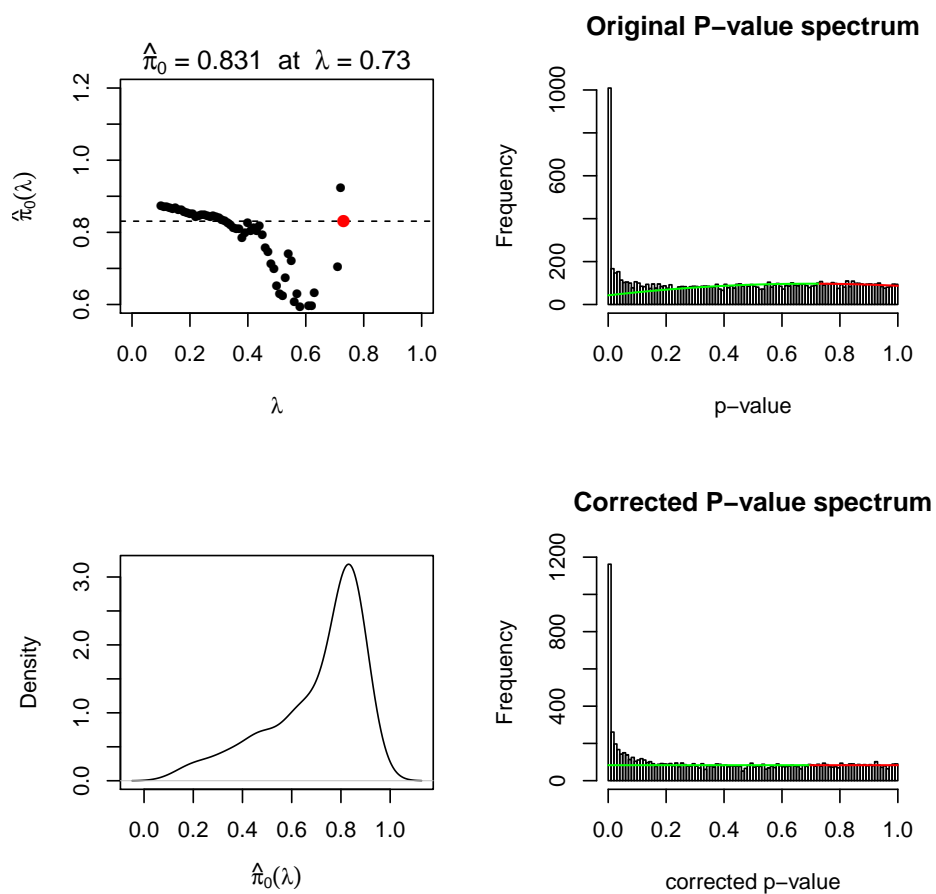 π̂₀ = 0.831 at λ = 0.73
π̂₀(λ)
1.2
1.0
0.8
0.6
0.0 0.2 0.4 0.6 0.8 1.0
λ
Original P−value spectrum
Frequency
1000
600
200
0
0.0 0.2 0.4 0.6 0.8 1.0
p−value
Density
3.0
2.0
1.0
0.0
0.0 0.2 0.4 0.6 0.8 1.0
π̂₀(λ)
Corrected P−value spectrum
Frequency
1200
800
400
0
0.0 0.2 0.4 0.6 0.8 1.0
corrected p−value